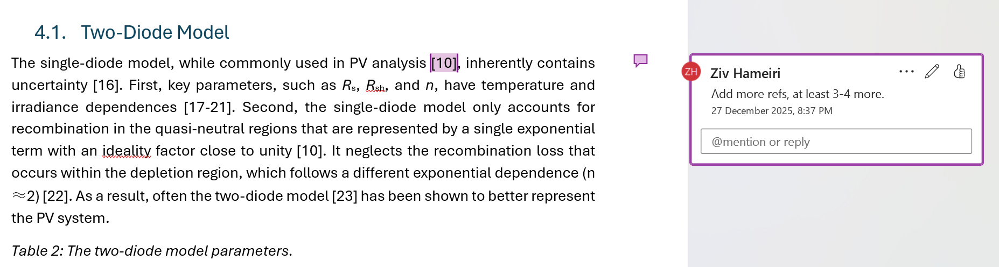 4.1. Two-Diode Model
The single-diode model, while commonly used in PV analysis [10], inherently contains
uncertainty [16]. First, key parameters, such as Rs, Rsh, and n, have temperature and
irradiance dependences [17-21]. Second, the single-diode model only accounts for
recombination in the quasi-neutral regions that are represented by a single exponential
term with an ideality factor close to unity [10]. It neglects the recombination loss that
occurs within the depletion region, which follows a different exponential dependence (n
≈2) [22]. As a result, often the two-diode model [23] has been shown to better represent
the PV system.
Table 2: The two-diode model parameters.
ZH
Ziv Hameiri
Add more refs, at least 3-4 more.
27 December 2025, 8:37 PM
@mention or reply